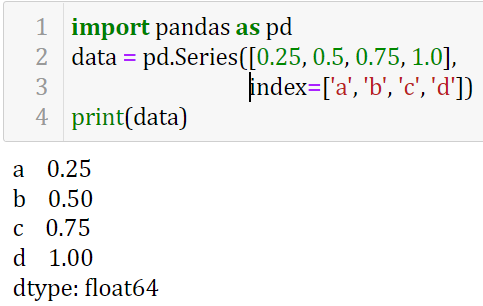 1 import pandas as pd
2 data = pd.Series([0.25, 0.5, 0.75, 1.0],
3 index=['a', 'b', 'c', 'd'])
4 print(data)
a 0.25
b 0.50
c 0.75
d 1.00
dtype: float64